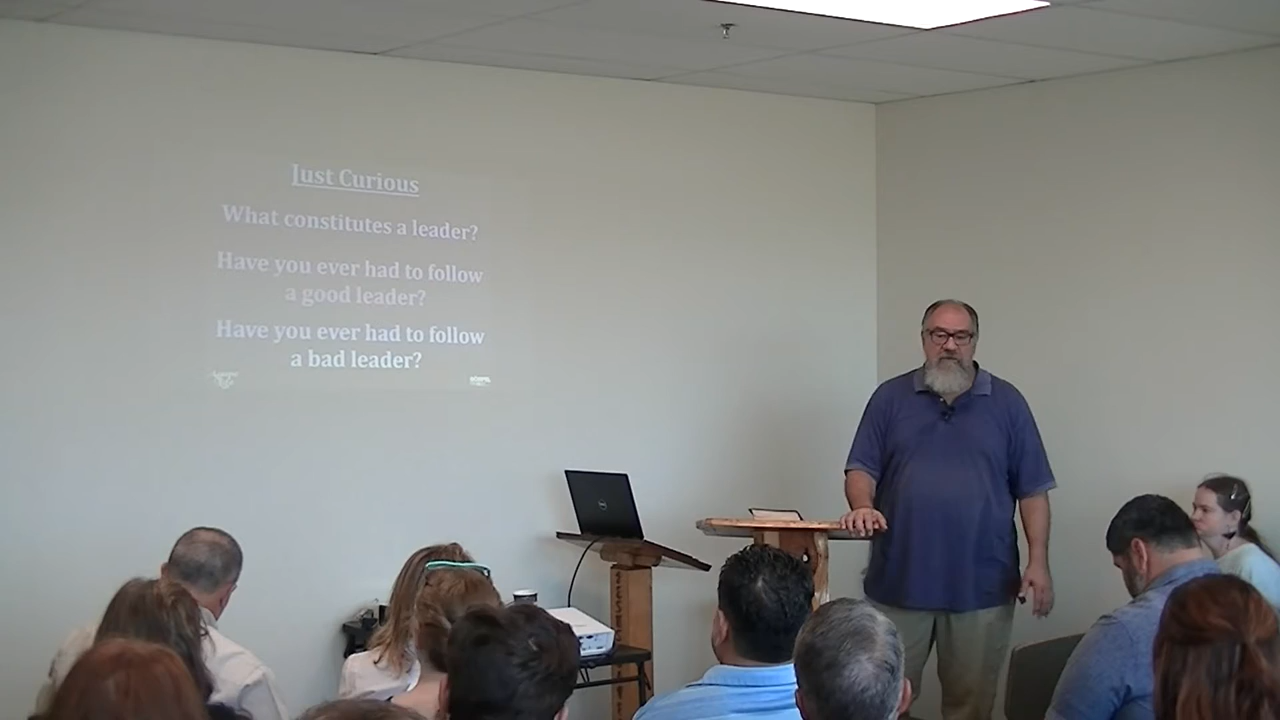 Just Curious
What constitutes a leader?
Have you ever had to follow
a good leader?
Have you ever had to follow
a bad leader?